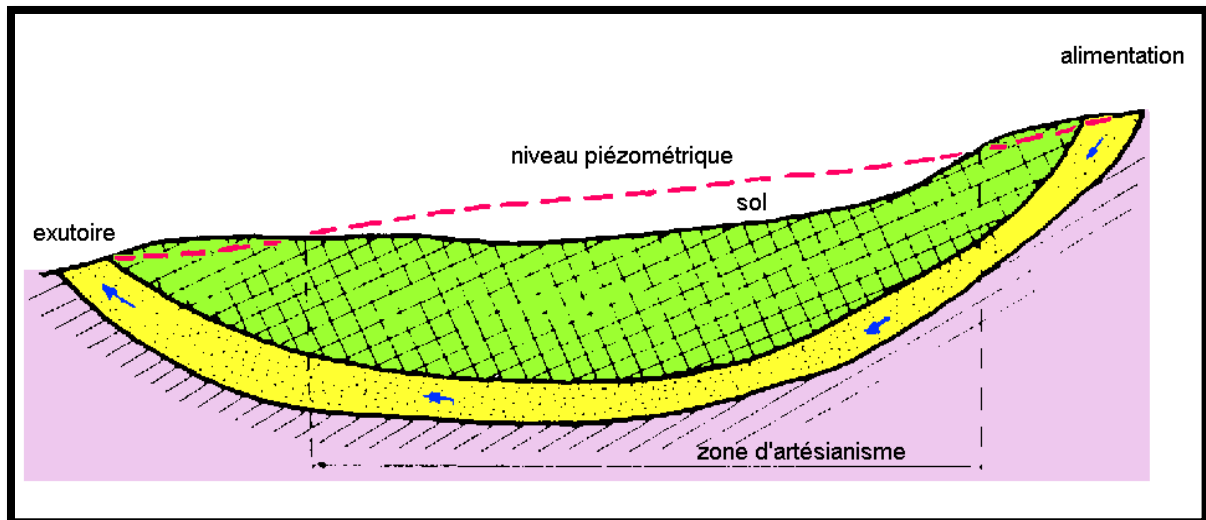 alimentation
niveau piézométrique
sol
exutoire
zone d'artésianisme